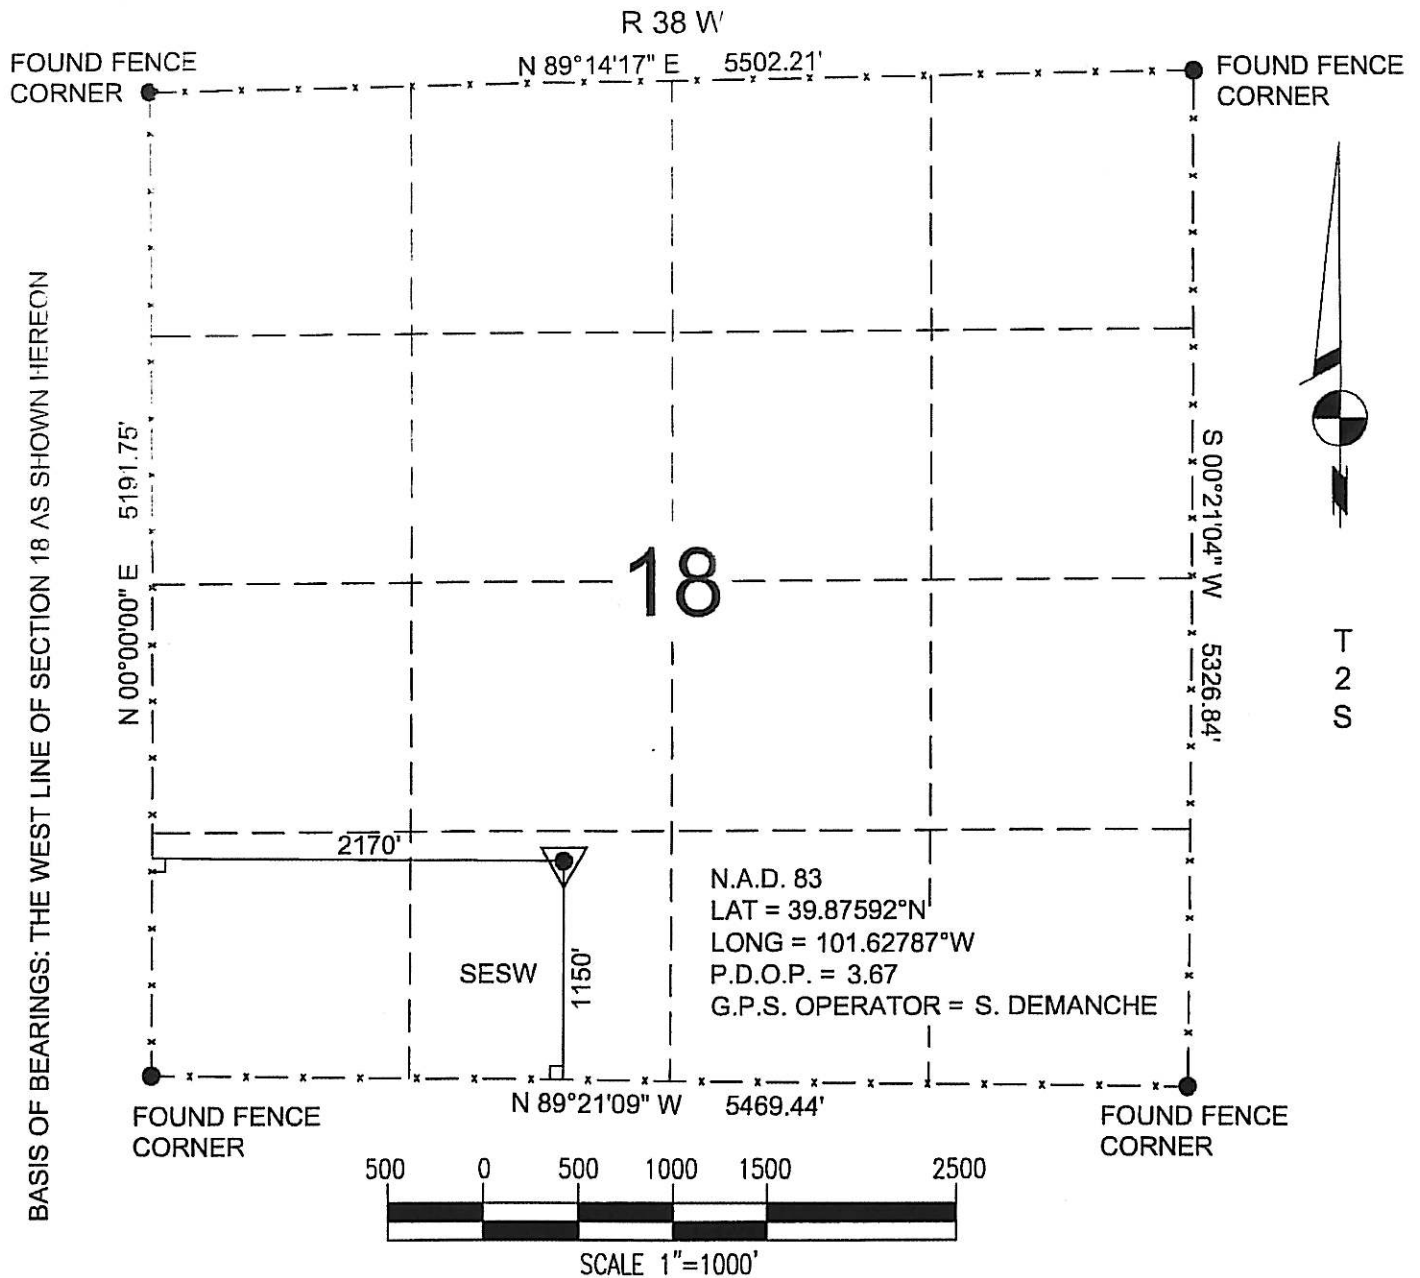 R 38 W
N 89°14'17" E 5502.21'
FOUND FENCE
CORNER
FOUND FENCE
CORNER
BASIS OF BEARINGS: THE WEST LINE OF SECTION 18 AS SHOWN HEREON
N 00°00'00" E 5191.75'
18
S 00°21'04" W 5326.84'
T
2
S
2170'
SESW
1150'
N.A.D. 83
LAT = 39.87592°N
LONG = 101.62787°W
P.D.O.P. = 3.67
G.P.S. OPERATOR = S. DEMANCHE
N 89°21'09" W 5469.44'
FOUND FENCE
CORNER
FOUND FENCE
CORNER
500 0 500 1000 1500 2500
SCALE 1"=1000'